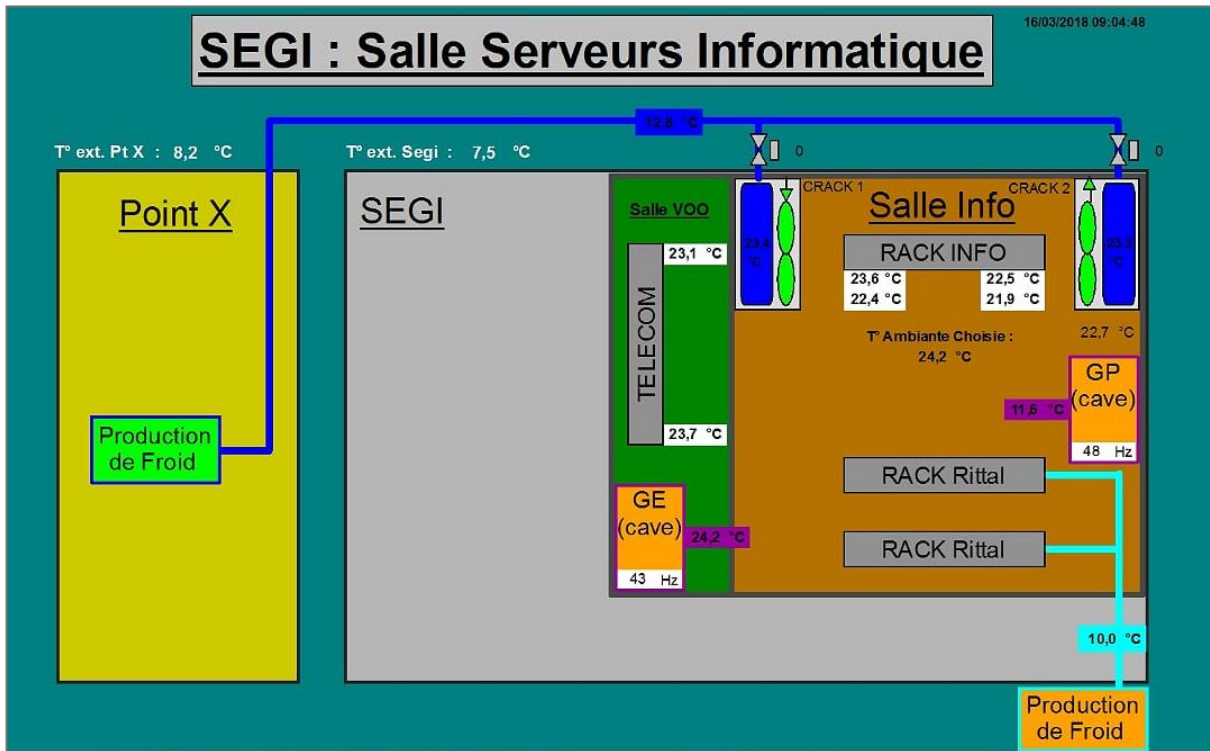 16/03/2018 09:04:48
SEGI : Salle Serveurs Informatique
12,8 °C
T° ext. Pt X : 8,2 °C
T° ext. Segi : 7,5 °C
0
0
Point X
SEGI
Salle VOO
CRACK 1
Salle Info
CRACK 2
23,4
°C
23,3
°C
23,1 °C
RACK INFO
23,6 °C
22,4 °C
22,5 °C
21,9 °C
TELECOM
T° Ambiante Choisie :
24,2 °C
22,7 °C
GP
(cave)
11,6 °C
48 Hz
Production
de Froid
23,7 °C
RACK Rittal
GE
(cave)
24,2 °C
43 Hz
RACK Rittal
10,0 °C
Production
de Froid